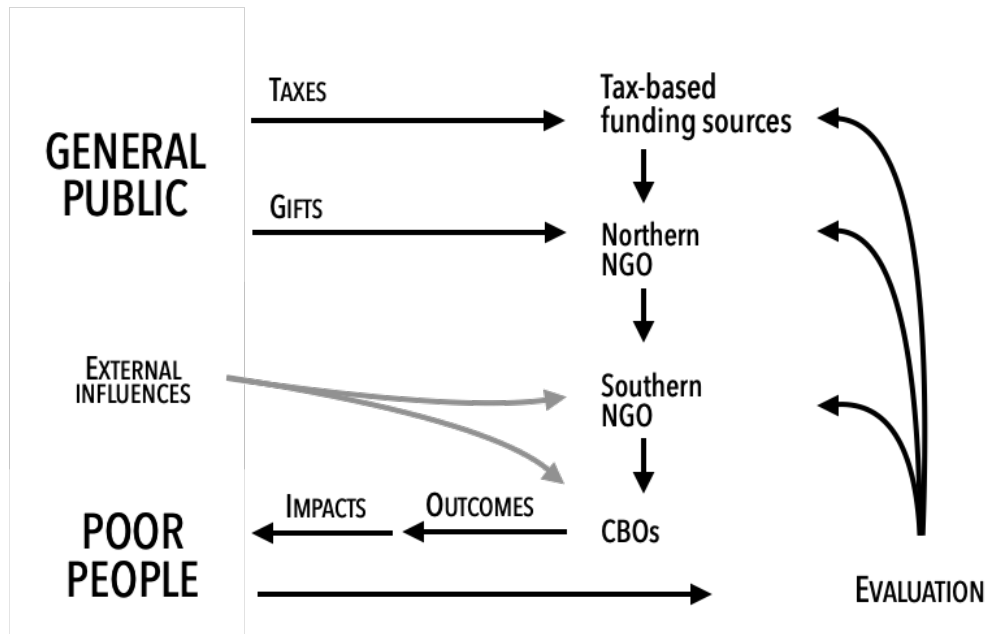 TAXES
Tax-based
funding sources
GENERAL
PUBLIC
GIFTS
Northern
NGO
EXTERNAL
INFLUENCES
Southern
NGO
IMPACTS
OUTCOMES
CBOs
POOR
PEOPLE
EVALUATION